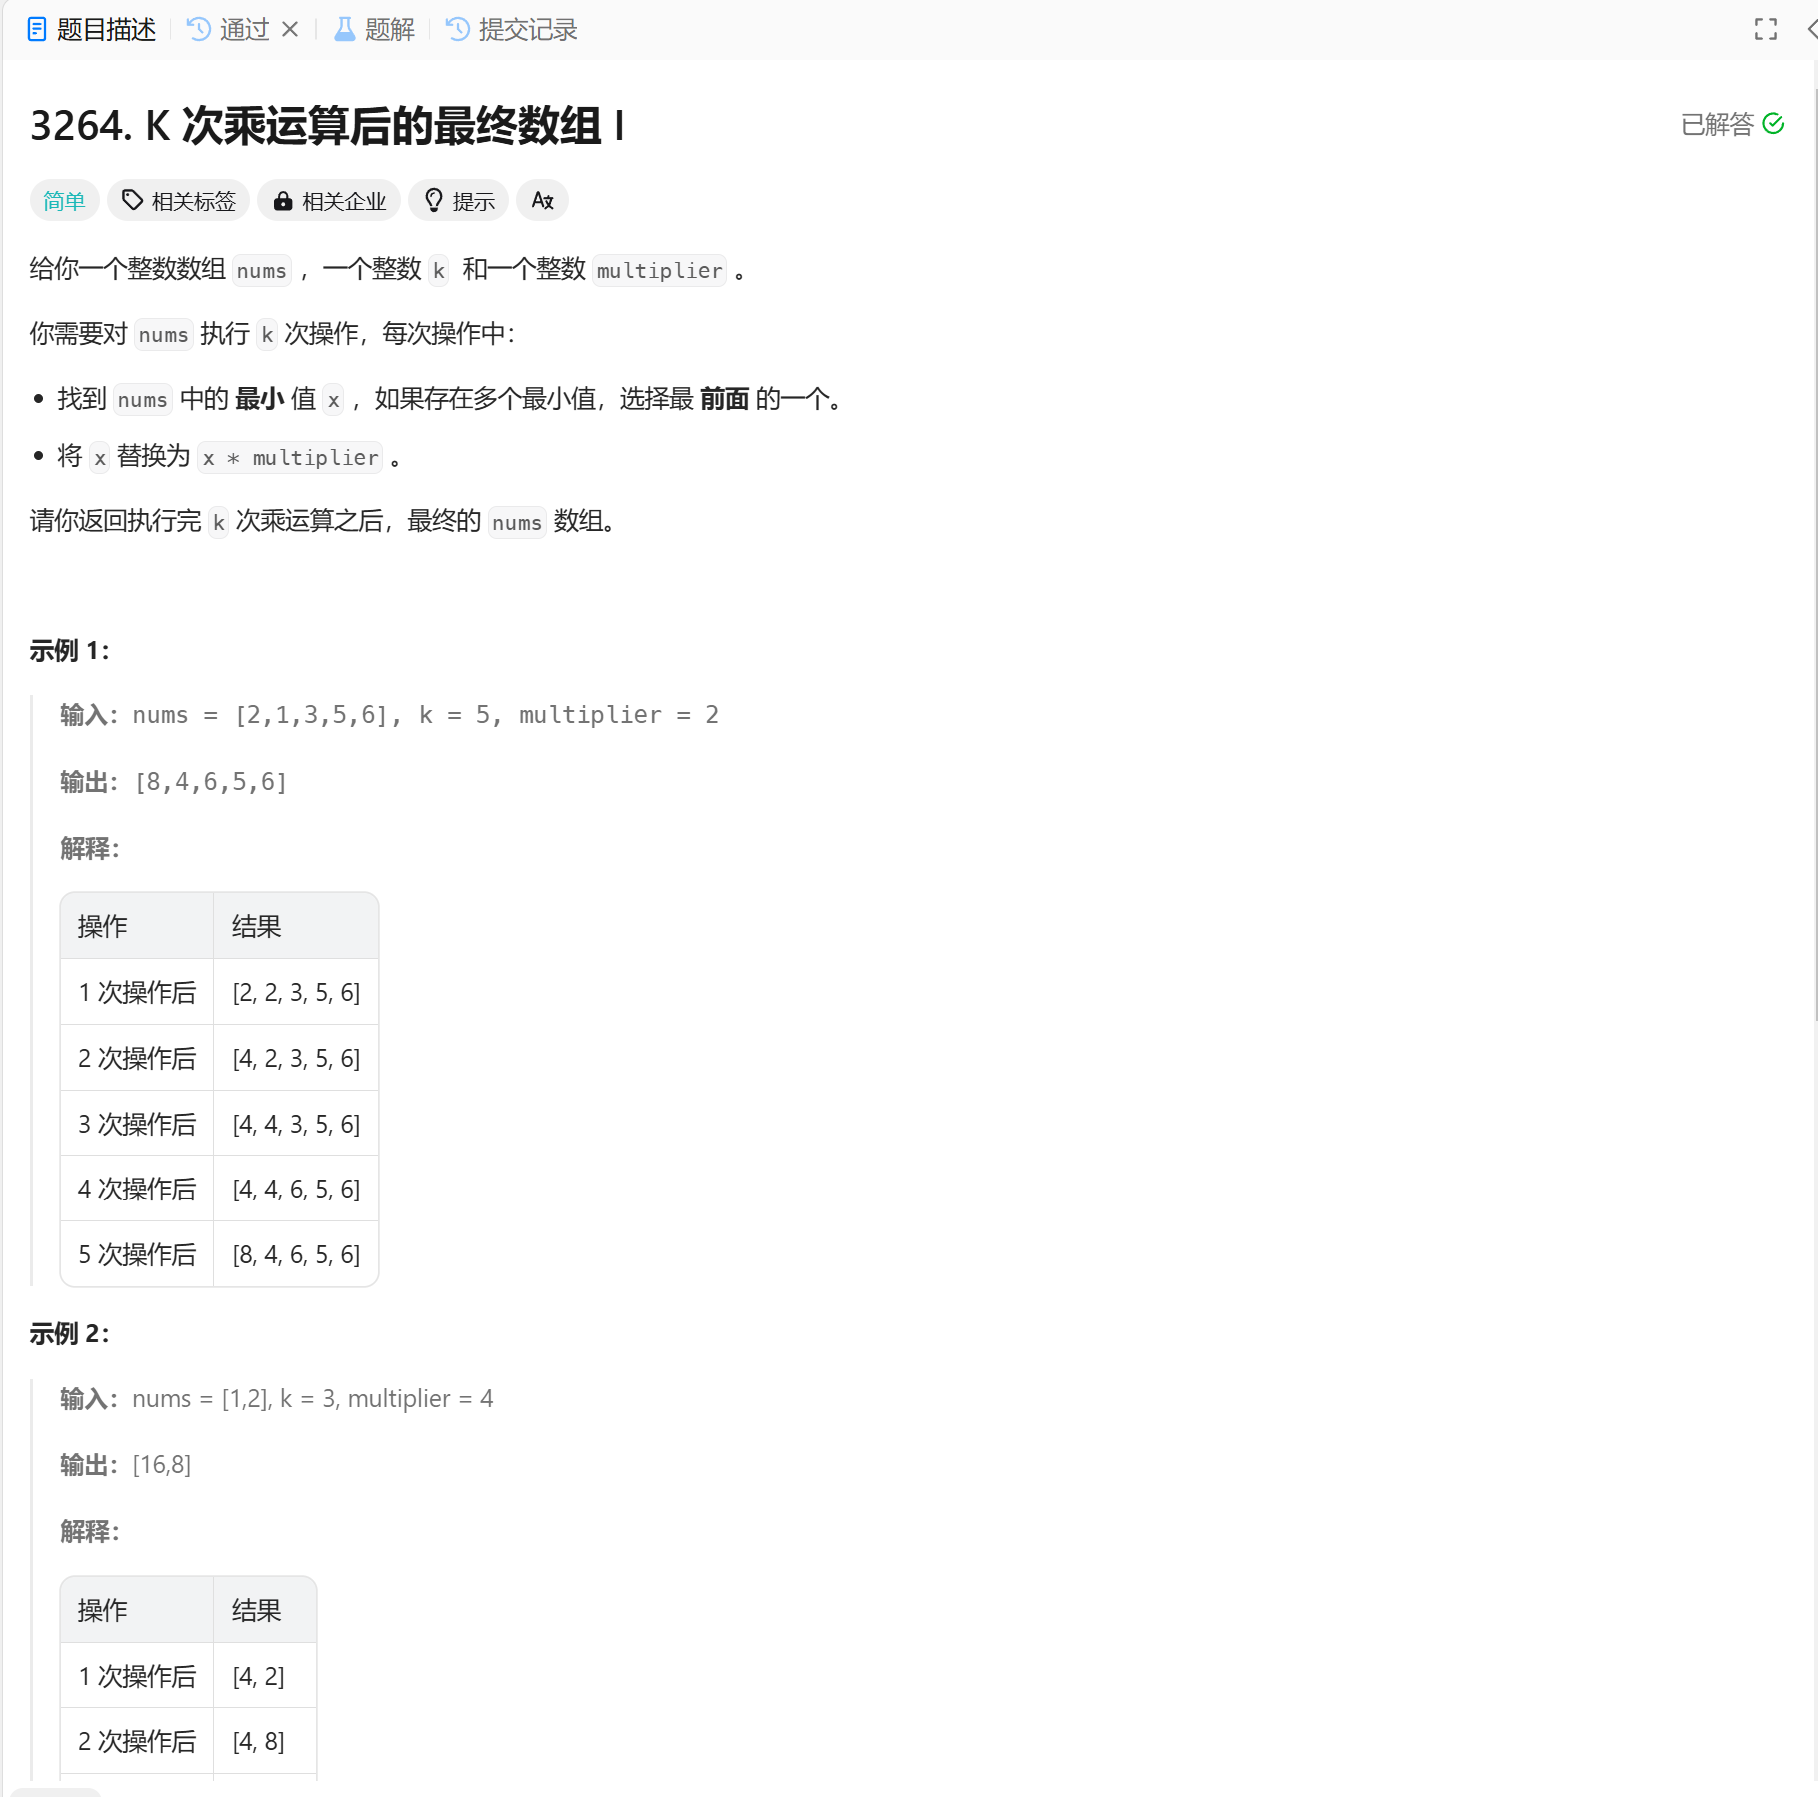 题目描述 通过 题解 提交记录
3264. K 次乘运算后的最终数组 I
已解答
简单 相关标签 相关企业 提示
给你一个整数数组 nums ，一个整数 k 和一个整数 multiplier 。
你需要对 nums 执行 k 次操作，每次操作中：
找到 nums 中的 最小 值 x ，如果存在多个最小值，选择最 前面 的一个。
将 x 替换为 x * multiplier 。
请你返回执行完 k 次乘运算之后，最终的 nums 数组。
示例 1：
输入：nums = [2,1,3,5,6], k = 5, multiplier = 2
输出：[8,4,6,5,6]
解释：
操作 结果
1 次操作后 [2, 2, 3, 5, 6]
2 次操作后 [4, 2, 3, 5, 6]
3 次操作后 [4, 4, 3, 5, 6]
4 次操作后 [4, 4, 6, 5, 6]
5 次操作后 [8, 4, 6, 5, 6]
示例 2：
输入：nums = [1,2], k = 3, multiplier = 4
输出：[16,8]
解释：
操作 结果
1 次操作后 [4, 2]
2 次操作后 [4, 8]